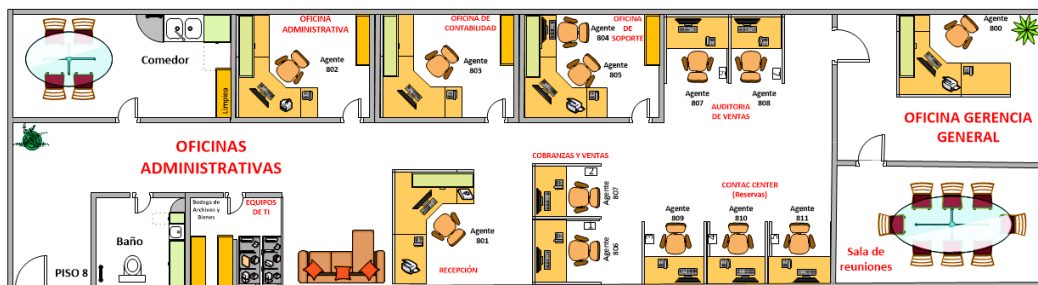 Comedor
Limpiea
OFICINA
ADMINISTRATIVA
Agente
802
OFICINA DE
CONTABILIDAD
Agente
803
OFICINA
DE
SOPORTE
Agente
804
Agente
805
Agente
807
Agente
808
AUDITORIA
DE VENTAS
Agente
800
OFICINA GERENCIA
GENERAL
OFICINAS
ADMINISTRATIVAS
COBRANZAS Y VENTAS
Agente
807
Agente
806
CONTAC CENTER
(Reservas)
Agente
809
Agente
810
Agente
811
Bodega de
Archivos y
Bienes
EQUIPOS
DE TI
Baño
PISO 8
Agente
801
RECEPCIÓN
Sala de
reuniones